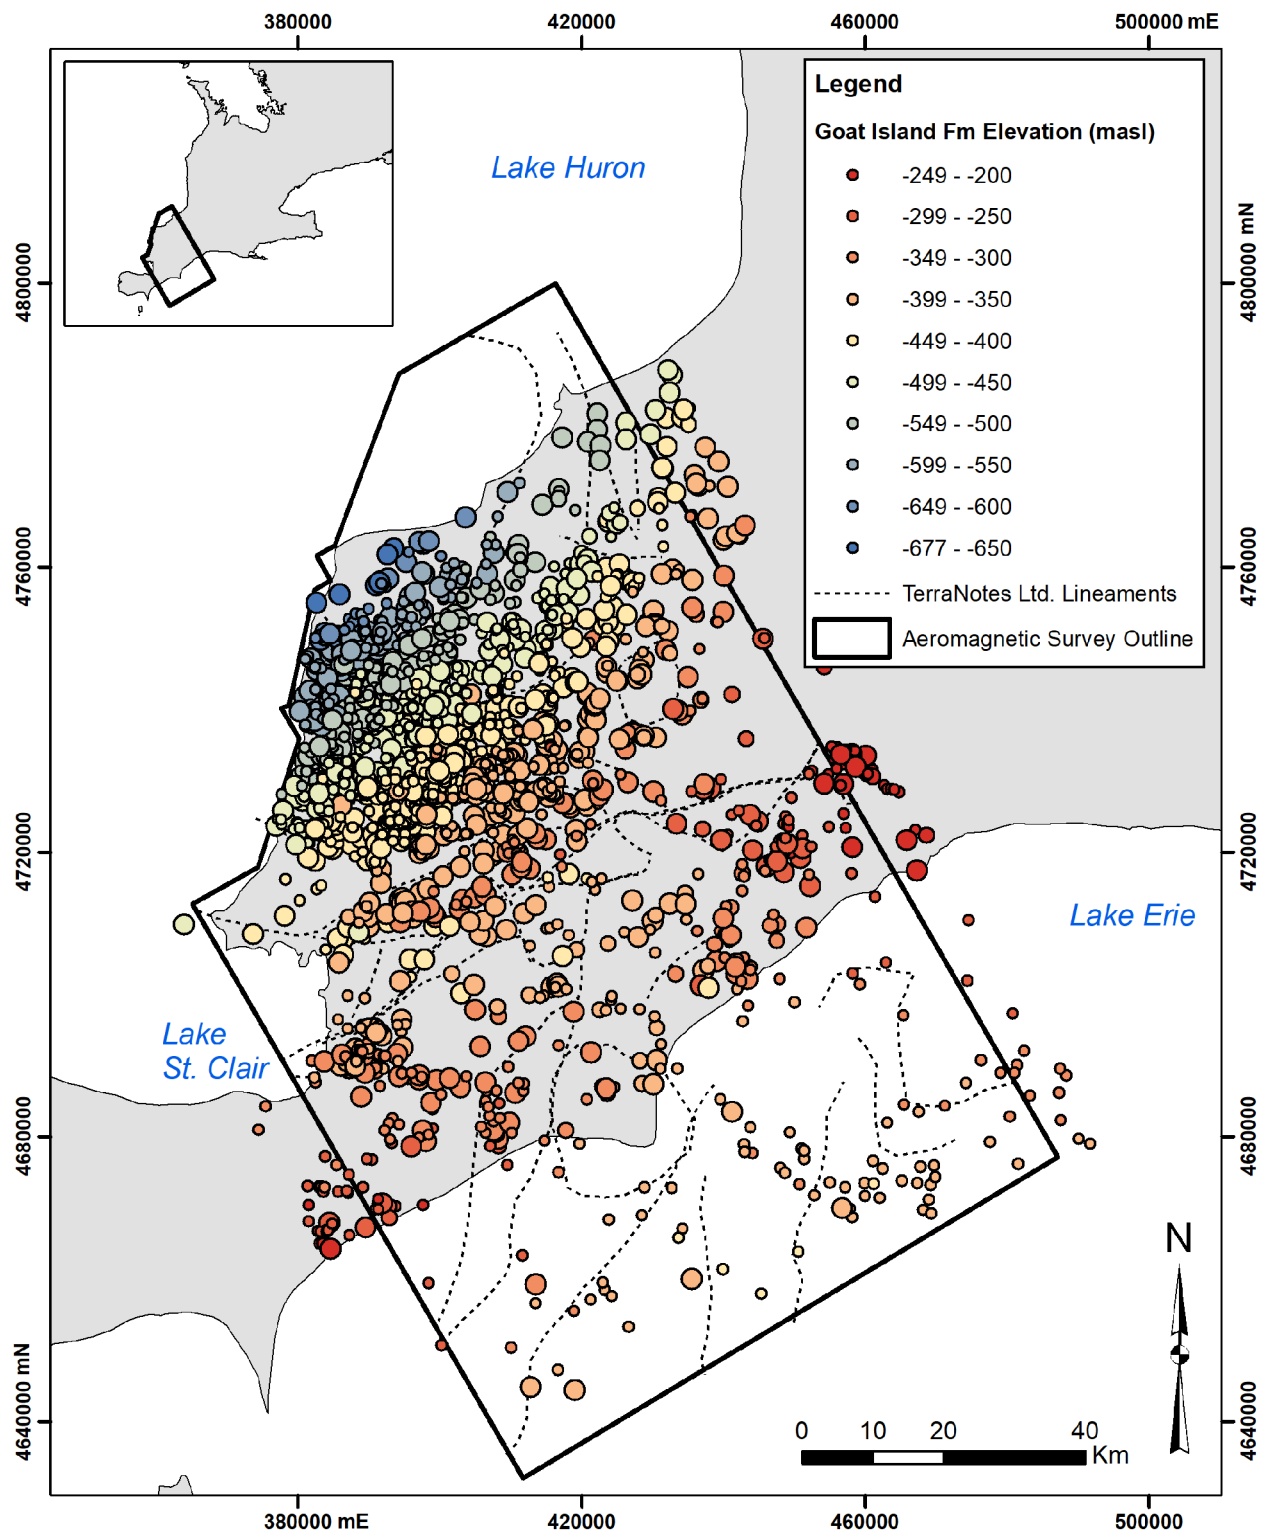 380000
420000
460000
500000 mE
Legend
Goat Island Fm Elevation (masl)
-249 - -200
-299 - -250
-349 - -300
-399 - -350
-449 - -400
-499 - -450
-549 - -500
-599 - -550
-649 - -600
-677 - -650
TerraNotes Ltd. Lineaments
Aeromagnetic Survey Outline
Lake Huron
Lake Erie
Lake
St. Clair
4800000
4760000
4720000
4680000
4640000 mN
4800000 mN
4760000
4720000
4680000
4640000
N
0
10
20
40
Km
380000 mE
420000
460000
500000